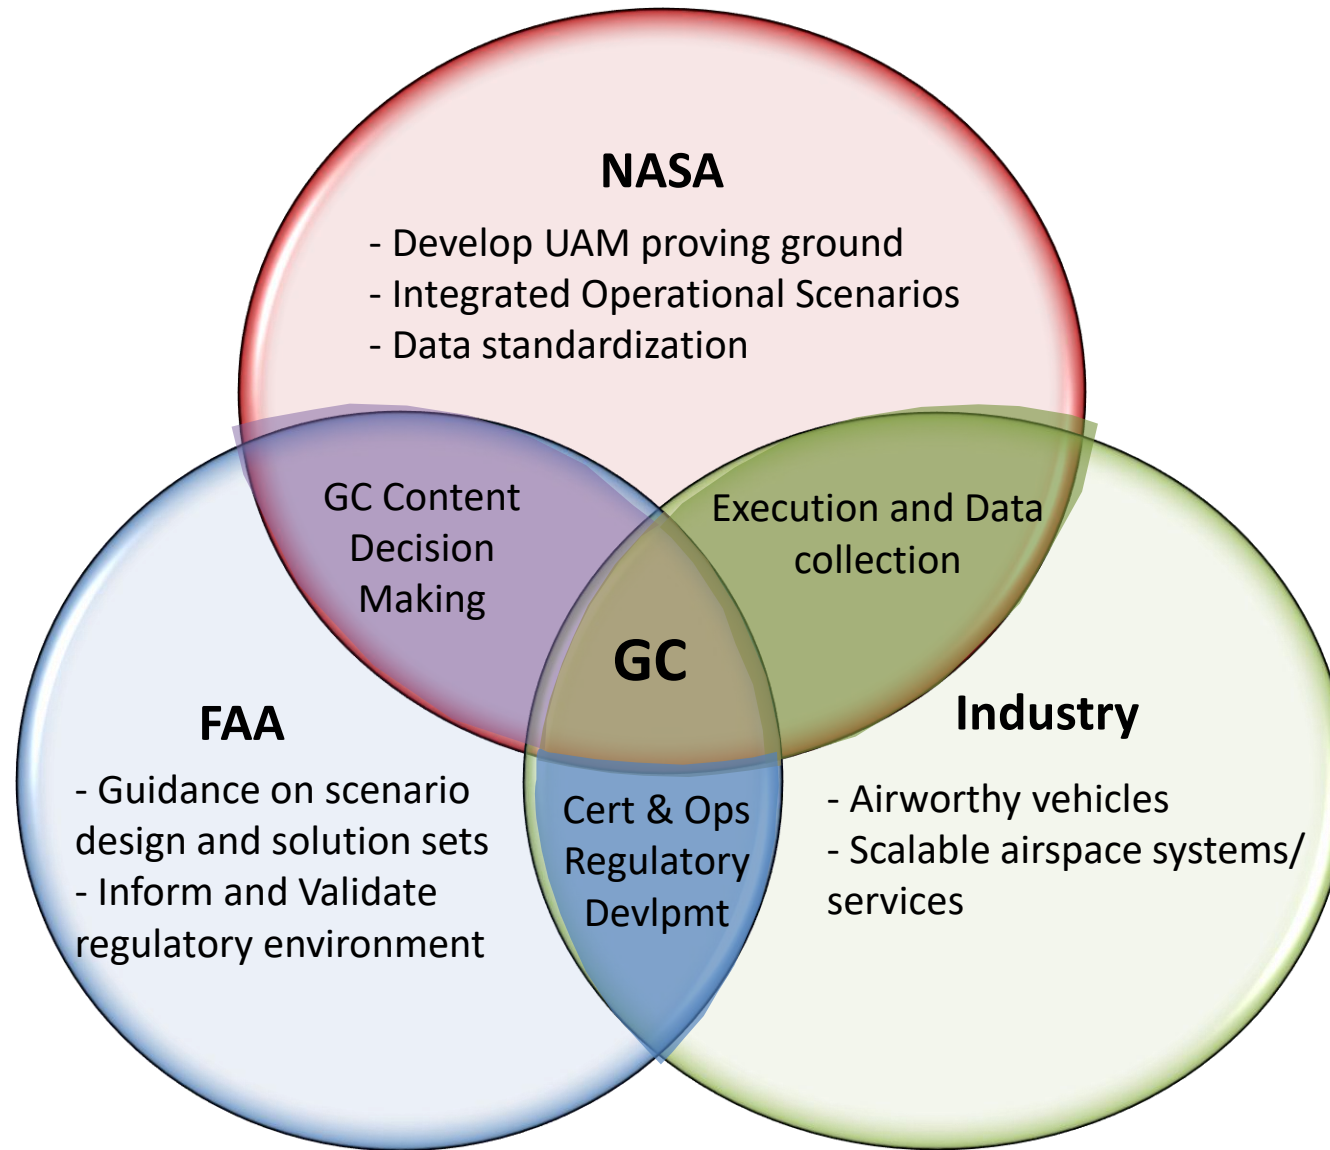 NASA
- Develop UAM proving ground
- Integrated Operational Scenarios
- Data standardization
GC Content
Decision
Making
Execution and Data
collection
GC
FAA
- Guidance on scenario
design and solution sets
- Inform and Validate
regulatory environment
Cert & Ops
Regulatory
Devlpmt
Industry
- Airworthy vehicles
- Scalable airspace systems/
services